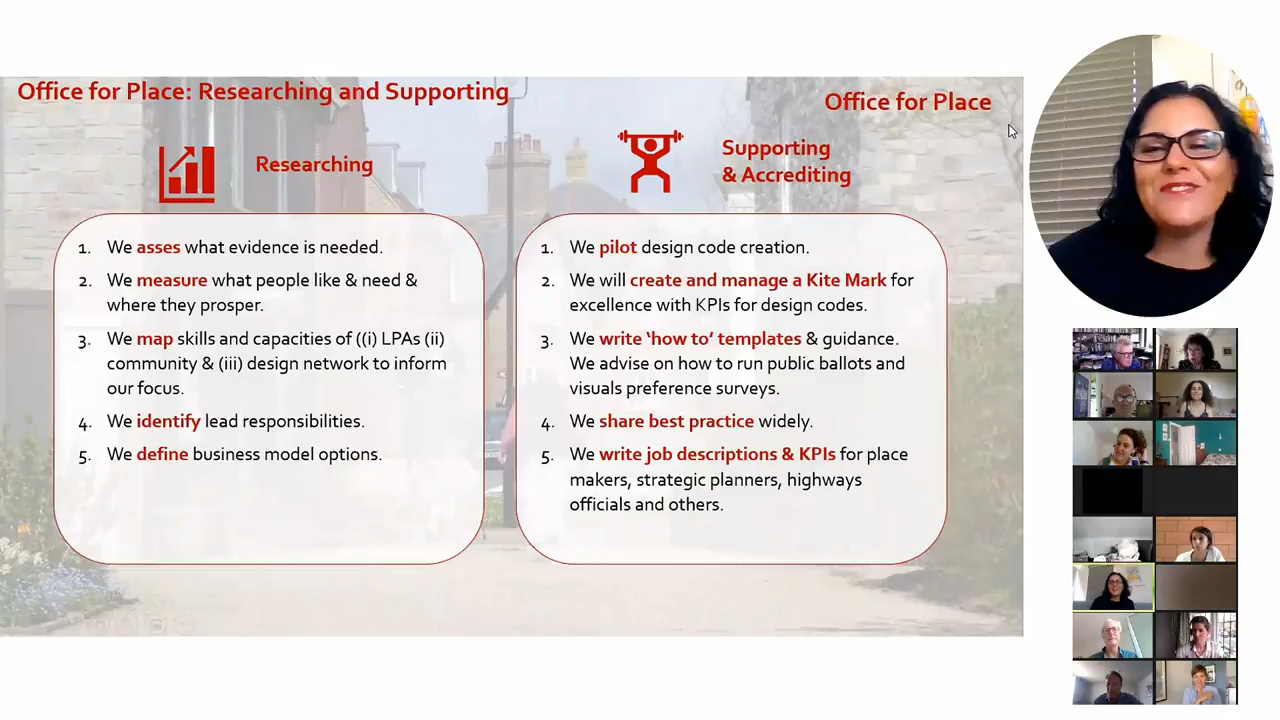 Office for Place: Researching and Supporting
Office for Place
Researching
Supporting
& Accrediting
1. We asses what evidence is needed.
2. We measure what people like & need &
where they prosper.
3. We map skills and capacities of ((i) LPAs (ii)
community & (iii) design network to inform
our focus.
4. We identify lead responsibilities.
5. We define business model options.
1. We pilot design code creation.
2. We will create and manage a Kite Mark for
excellence with KPIs for design codes.
3. We write ‘how to’ templates & guidance.
We advise on how to run public ballots and
visuals preference surveys.
4. We share best practice widely.
5. We write job descriptions & KPIs for place
makers, strategic planners, highways
officials and others.